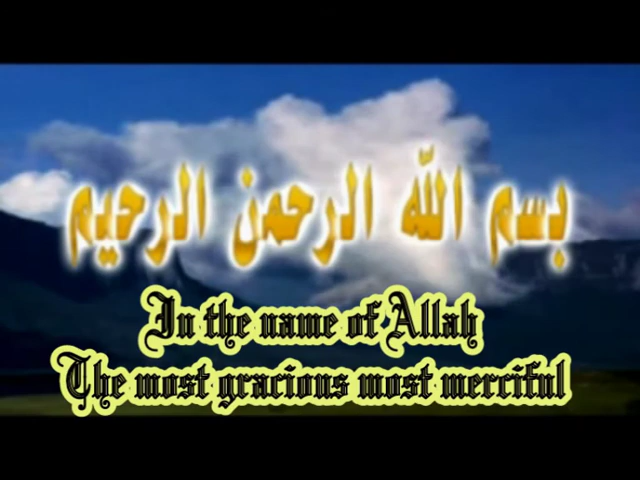 بسم الله الرحمن الرحيم
In the name of Allah
The most gracious most merciful